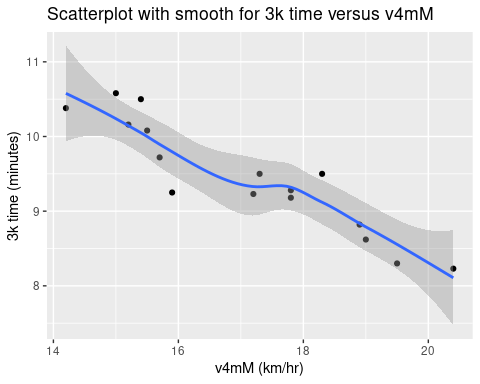 Scatterplot with smooth for 3k time versus v4mM
3k time (minutes)
11
10
9
8
14
16
18
20
v4mM (km/hr)